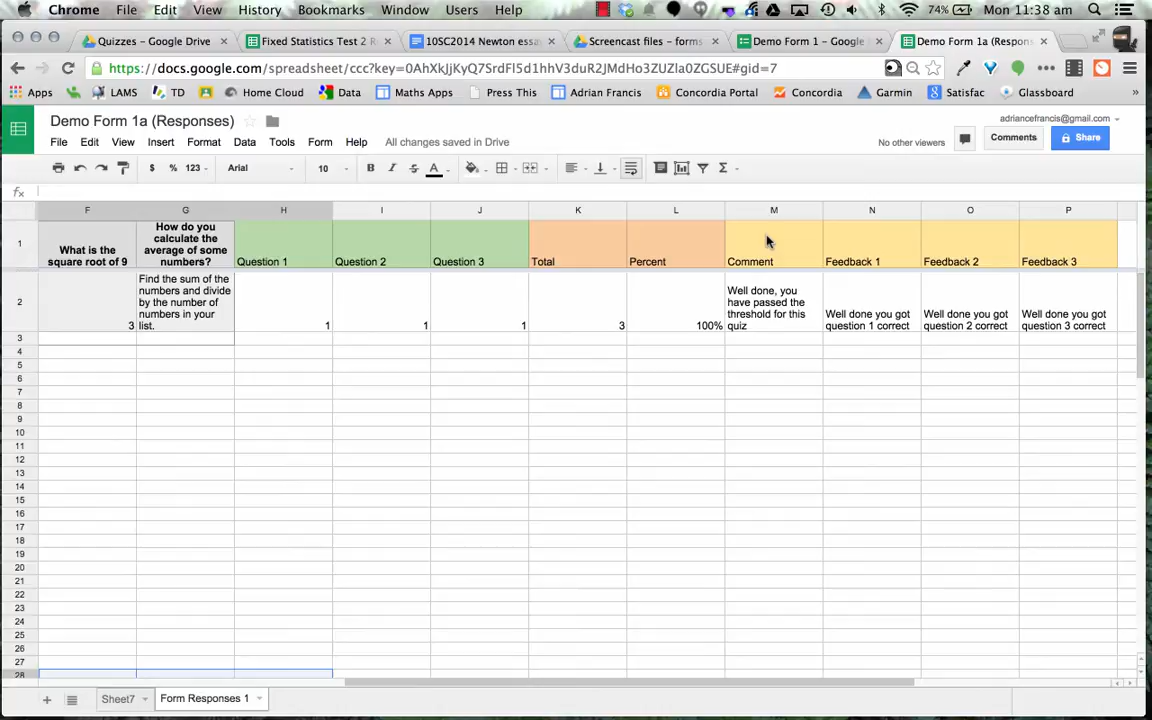 Chrome File Edit View History Bookmarks Window Users Help 74% Mon 11:38 am
Quizzes – Google Drive × Fixed Statistics Test 2 R × 10SC2014 Newton essay × Screencast files – forms × Demo Form 1 – Google × Demo Form 1a (Respons ×
https://docs.google.com/spreadsheet/ccc?key=0AhXkJjKyQ7SrdFl5d1hhV3duR2JMdHo3ZUZla0ZGSUE#gid=7
Apps LAMS TD Home Cloud Data Maths Apps Press This Adrian Francis Concordia Portal Concordia Garmin Satisfac Glassboard »
Demo Form 1a (Responses)
adriancefrancis@gmail.com
File Edit View Insert Format Data Tools Form Help All changes saved in Drive No other viewers Comments Share
$ % 123 Arial 10 B I S A Σ
fx
F G H I J K L M N O P
1
What is the
square root of 9
How do you
calculate the
average of some
numbers?
Question 1 Question 2 Question 3 Total Percent Comment Feedback 1 Feedback 2 Feedback 3
2
3
Find the sum of the
numbers and divide
by the number of
numbers in your
list.
1 1 1 3 100%
Well done, you
have passed the
threshold for this
quiz
Well done you got
question 1 correct
Well done you got
question 2 correct
Well done you got
question 3 correct
3
4
5
6
7
8
9
10
11
12
13
14
15
16
17
18
19
20
21
22
23
24
25
26
27
28
+ Sheet7 Form Responses 1